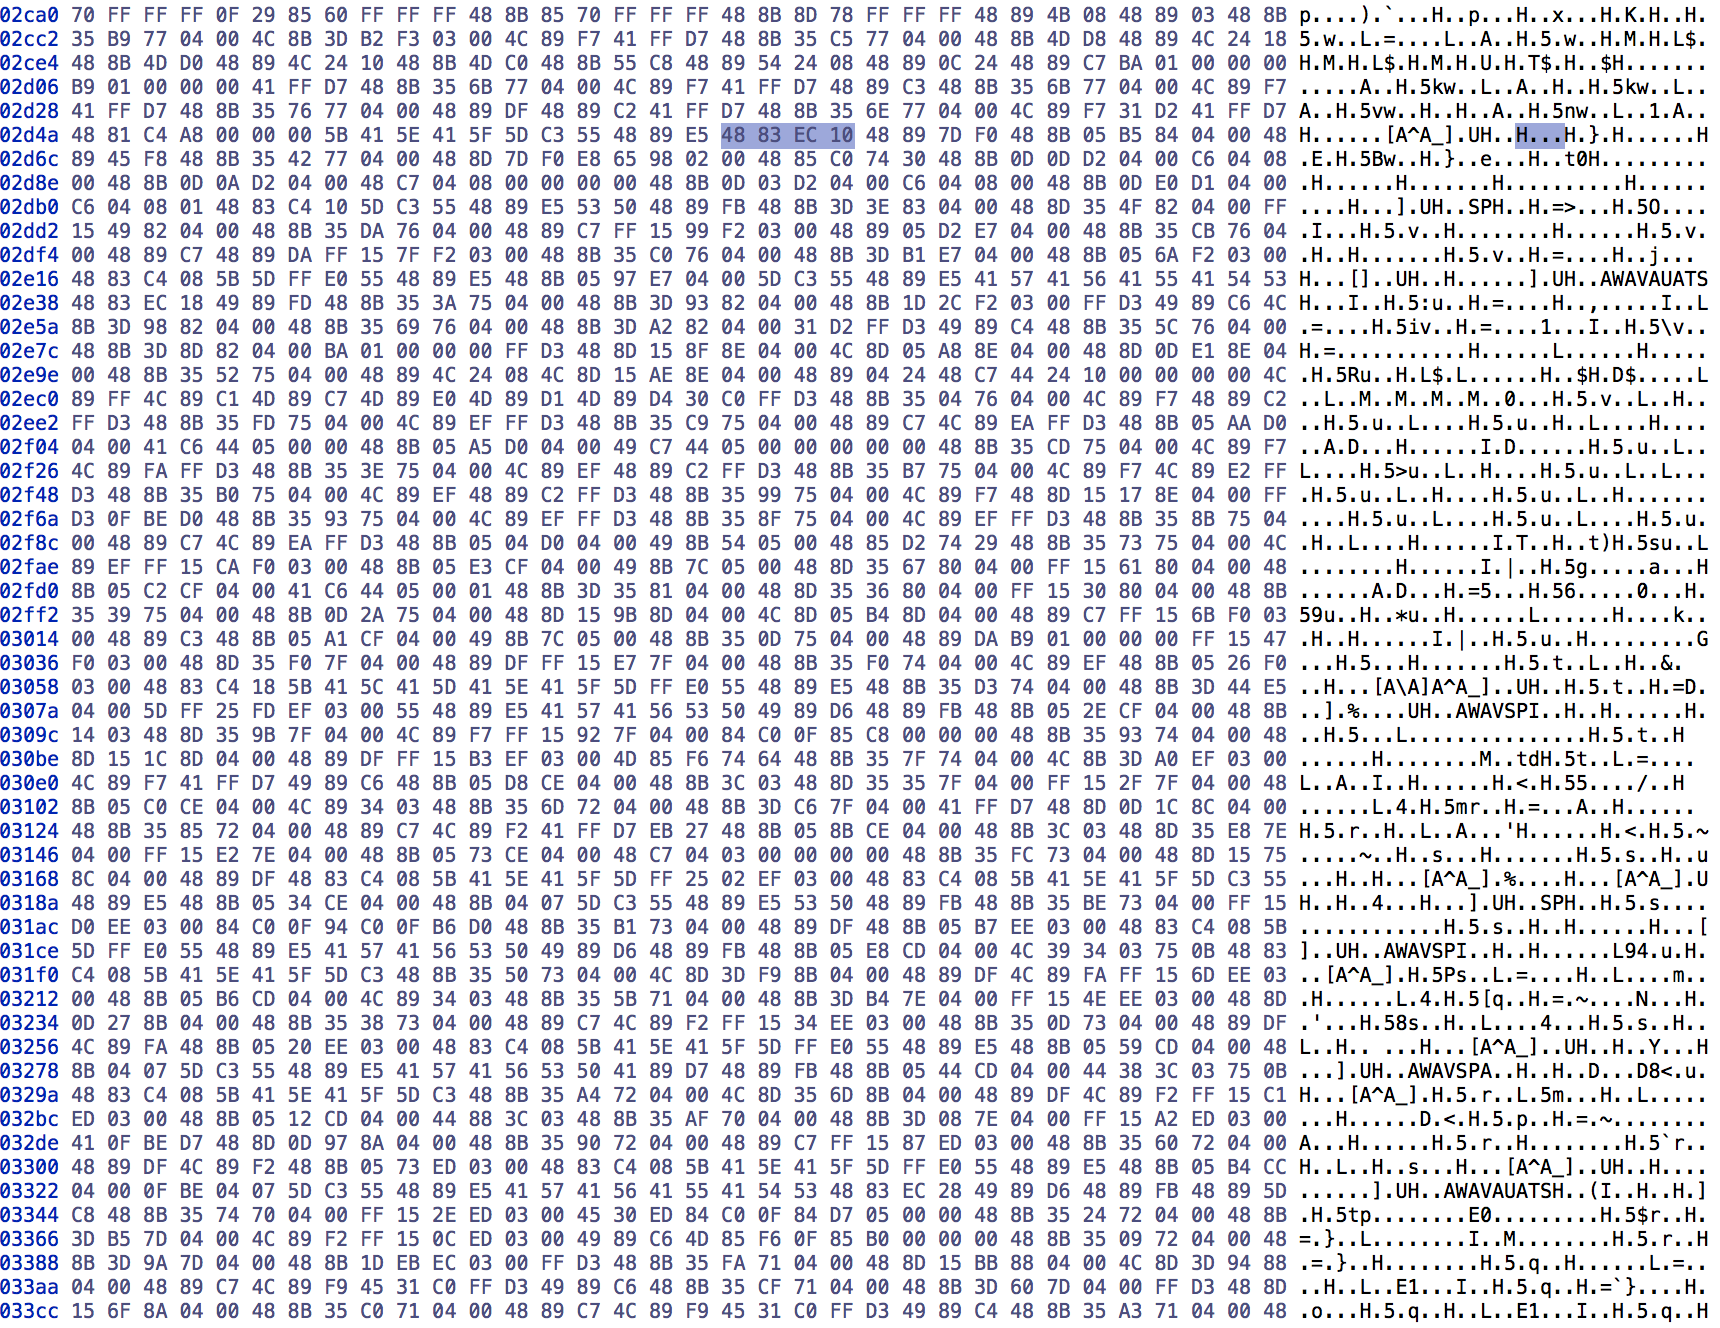 02ca0 70 FF FF FF 0F 29 85 60 FF FF FF 48 8B 85 70 FF FF FF 48 8B 8D 78 FF FF FF 48 89 4B 08 48 89 03 48 8B p....).`...H..p...H..x...H.K.H..H.
02cc2 35 B9 77 04 00 4C 8B 3D B2 F3 03 00 4C 89 F7 41 FF D7 48 8B 35 C5 77 04 00 48 8B 4D D8 48 89 4C 24 18 5.w..L.=....L..A..H.5.w..H.M.H.L$.
02ce4 48 8B 4D D0 48 89 4C 24 10 48 8B 4D C0 48 8B 55 C8 48 89 54 24 08 48 89 0C 24 48 89 C7 BA 01 00 00 00 H.M.H.L$.H.M.H.U.H.T$.H..$H.......
02d06 B9 01 00 00 00 41 FF D7 48 8B 35 6B 77 04 00 4C 89 F7 41 FF D7 48 89 C3 48 8B 35 6B 77 04 00 4C 89 F7 .....A..H.5kw..L..A..H..H.5kw..L..
02d28 41 FF D7 48 8B 35 76 77 04 00 48 89 DF 48 89 C2 41 FF D7 48 8B 35 6E 77 04 00 4C 89 F7 31 D2 41 FF D7 A..H.5vw..H..H..A..H.5nw..L..1.A..
02d4a 48 81 C4 A8 00 00 00 5B 41 5E 41 5F 5D C3 55 48 89 E5 48 83 EC 10 48 89 7D F0 48 8B 05 B5 84 04 00 48 H......[A^A_].UH..H...H.}.H......H
02d6c 89 45 F8 48 8B 35 42 77 04 00 48 8D 7D F0 E8 65 98 02 00 48 85 C0 74 30 48 8B 0D 0D D2 04 00 C6 04 08 .E.H.5Bw..H.}..e...H..t0H.........
02d8e 00 48 8B 0D 0A D2 04 00 48 C7 04 08 00 00 00 00 48 8B 0D 03 D2 04 00 C6 04 08 00 48 8B 0D E0 D1 04 00 .H......H.......H..........H......
02db0 C6 04 08 01 48 83 C4 10 5D C3 55 48 89 E5 53 50 48 89 FB 48 8B 3D 3E 83 04 00 48 8D 35 4F 82 04 00 FF ....H...].UH..SPH..H.=>...H.5O....
02dd2 15 49 82 04 00 48 8B 35 DA 76 04 00 48 89 C7 FF 15 99 F2 03 00 48 89 05 D2 E7 04 00 48 8B 35 CB 76 04 .I...H.5.v..H........H......H.5.v.
02df4 00 48 89 C7 48 89 DA FF 15 7F F2 03 00 48 8B 35 C0 76 04 00 48 8B 3D B1 E7 04 00 48 8B 05 6A F2 03 00 .H..H........H.5.v..H.=....H..j...
02e16 48 83 C4 08 5B 5D FF E0 55 48 89 E5 48 8B 05 97 E7 04 00 5D C3 55 48 89 E5 41 57 41 56 41 55 41 54 53 H...[]..UH..H......].UH..AWAVAUATS
02e38 48 83 EC 18 49 89 FD 48 8B 35 3A 75 04 00 48 8B 3D 93 82 04 00 48 8B 1D 2C F2 03 00 FF D3 49 89 C6 4C H...I..H.5:u..H.=....H..,.....I..L
02e5a 8B 3D 98 82 04 00 48 8B 35 69 76 04 00 48 8B 3D A2 82 04 00 31 D2 FF D3 49 89 C4 48 8B 35 5C 76 04 00 .=....H.5iv..H.=....1...I..H.5\v..
02e7c 48 8B 3D 8D 82 04 00 BA 01 00 00 00 FF D3 48 8D 15 8F 8E 04 00 4C 8D 05 A8 8E 04 00 48 8D 0D E1 8E 04 H.=...........H......L......H.....
02e9e 00 48 8B 35 52 75 04 00 48 89 4C 24 08 4C 8D 15 AE 8E 04 00 48 89 04 24 48 C7 44 24 10 00 00 00 00 4C .H.5Ru..H.L$.L......H..$H.D$.....L
02ec0 89 FF 4C 89 C1 4D 89 C7 4D 89 E0 4D 89 D1 4D 89 D4 30 C0 FF D3 48 8B 35 04 76 04 00 4C 89 F7 48 89 C2 ..L..M..M..M..M..0...H.5.v..L..H..
02ee2 FF D3 48 8B 35 FD 75 04 00 4C 89 EF FF D3 48 8B 35 C9 75 04 00 48 89 C7 4C 89 EA FF D3 48 8B 05 AA D0 ..H.5.u..L....H.5.u..H..L....H....
02f04 04 00 41 C6 44 05 00 00 48 8B 05 A5 D0 04 00 49 C7 44 05 00 00 00 00 00 48 8B 35 CD 75 04 00 4C 89 F7 ..A.D...H......I.D......H.5.u..L..
02f26 4C 89 FA FF D3 48 8B 35 3E 75 04 00 4C 89 EF 48 89 C2 FF D3 48 8B 35 B7 75 04 00 4C 89 F7 4C 89 E2 FF L....H.5>u..L..H....H.5.u..L..L...
02f48 D3 48 8B 35 B0 75 04 00 4C 89 EF 48 89 C2 FF D3 48 8B 35 99 75 04 00 4C 89 F7 48 8D 15 17 8E 04 00 FF .H.5.u..L..H....H.5.u..L..H.......
02f6a D3 0F BE D0 48 8B 35 93 75 04 00 4C 89 EF FF D3 48 8B 35 8F 75 04 00 4C 89 EF FF D3 48 8B 35 8B 75 04 ....H.5.u..L....H.5.u..L....H.5.u.
02f8c 00 48 89 C7 4C 89 EA FF D3 48 8B 05 04 D0 04 00 49 8B 54 05 00 48 85 D2 74 29 48 8B 35 73 75 04 00 4C .H..L....H......I.T..H..t)H.5su..L
02fae 89 EF FF 15 CA F0 03 00 48 8B 05 E3 CF 04 00 49 8B 7C 05 00 48 8D 35 67 80 04 00 FF 15 61 80 04 00 48 ........H......I.|..H.5g.....a...H
02fd0 8B 05 C2 CF 04 00 41 C6 44 05 00 01 48 8B 3D 35 81 04 00 48 8D 35 36 80 04 00 FF 15 30 80 04 00 48 8B ......A.D...H.=5...H.56.....0...H.
02ff2 35 39 75 04 00 48 8B 0D 2A 75 04 00 48 8D 15 9B 8D 04 00 4C 8D 05 B4 8D 04 00 48 89 C7 FF 15 6B F0 03 59u..H..*u..H......L......H....k..
03014 00 48 89 C3 48 8B 05 A1 CF 04 00 49 8B 7C 05 00 48 8B 35 0D 75 04 00 48 89 DA B9 01 00 00 00 FF 15 47 .H..H......I.|..H.5.u..H.........G
03036 F0 03 00 48 8D 35 F0 7F 04 00 48 89 DF FF 15 E7 7F 04 00 48 8B 35 F0 74 04 00 4C 89 EF 48 8B 05 26 F0 ...H.5....H........H.5.t..L..H..&.
03058 03 00 48 83 C4 18 5B 41 5C 41 5D 41 5E 41 5F 5D FF E0 55 48 89 E5 48 8B 35 D3 74 04 00 48 8B 3D 44 E5 ..H...[A\A]A^A_]..UH..H.5.t..H.=D.
0307a 04 00 5D FF 25 FD EF 03 00 55 48 89 E5 41 57 41 56 53 50 49 89 D6 48 89 FB 48 8B 05 2E CF 04 00 48 8B ..].%....UH..AWAVSPI..H..H......H.
0309c 14 03 48 8D 35 9B 7F 04 00 4C 89 F7 FF 15 92 7F 04 00 84 C0 0F 85 C8 00 00 00 48 8B 35 93 74 04 00 48 ..H.5....L................H.5.t..H
030be 8D 15 1C 8D 04 00 48 89 DF FF 15 B3 EF 03 00 4D 85 F6 74 64 48 8B 35 7F 74 04 00 4C 8B 3D A0 EF 03 00 ......H........M..tdH.5t..L.=....
030e0 4C 89 F7 41 FF D7 49 89 C6 48 8B 05 D8 CE 04 00 48 8B 3C 03 48 8D 35 35 7F 04 00 FF 15 2F 7F 04 00 48 L..A..I..H......H.<.H.55..../..H
03102 8B 05 C0 CE 04 00 4C 89 34 03 48 8B 35 6D 72 04 00 48 8B 3D C6 7F 04 00 41 FF D7 48 8D 0D 1C 8C 04 00 ......L.4.H.5mr..H.=...A..H......
03124 48 8B 35 85 72 04 00 48 89 C7 4C 89 F2 41 FF D7 EB 27 48 8B 05 8B CE 04 00 48 8B 3C 03 48 8D 35 E8 7E H.5.r..H..L..A...'H......H.<.H.5.~
03146 04 00 FF 15 E2 7E 04 00 48 8B 05 73 CE 04 00 48 C7 04 03 00 00 00 00 48 8B 35 FC 73 04 00 48 8D 15 75 .....~..H..s...H.......H.5.s..H..u
03168 8C 04 00 48 89 DF 48 83 C4 08 5B 41 5E 41 5F 5D FF 25 02 EF 03 00 48 83 C4 08 5B 41 5E 41 5F 5D C3 55 ...H..H...[A^A_].%....H...[A^A_].U
0318a 48 89 E5 48 8B 05 34 CE 04 00 48 8B 04 07 5D C3 55 48 89 E5 53 50 48 89 FB 48 8B 35 BE 73 04 00 FF 15 H..H..4...H...].UH..SPH..H.5.s....
031ac D0 EE 03 00 84 C0 0F 94 C0 0F B6 D0 48 8B 35 B1 73 04 00 48 89 DF 48 8B 05 B7 EE 03 00 48 83 C4 08 5B ............H.5.s..H..H......H...[
031ce 5D FF E0 55 48 89 E5 41 57 41 56 53 50 49 89 D6 48 89 FB 48 8B 05 E8 CD 04 00 4C 39 34 03 75 0B 48 83 ]..UH..AWAVSPI..H..H......L94.u.H.
031f0 C4 08 5B 41 5E 41 5F 5D C3 48 8B 35 50 73 04 00 4C 8D 3D F9 8B 04 00 48 89 DF 4C 89 FA FF 15 6D EE 03 ..[A^A_].H.5Ps..L.=....H..L....m..
03212 00 48 8B 05 B6 CD 04 00 4C 89 34 03 48 8B 35 5B 71 04 00 48 8B 3D B4 7E 04 00 FF 15 4E EE 03 00 48 8D .H......L.4.H.5[q..H.=.~....N...H.
03234 0D 27 8B 04 00 48 8B 35 38 73 04 00 48 89 C7 4C 89 F2 FF 15 34 EE 03 00 48 8B 35 0D 73 04 00 48 89 DF .'...H.58s..H..L....4...H.5.s..H..
03256 4C 89 FA 48 8B 05 20 EE 03 00 48 83 C4 08 5B 41 5E 41 5F 5D FF E0 55 48 89 E5 48 8B 05 59 CD 04 00 48 L..H.. ...H...[A^A_]..UH..H..Y...H
03278 8B 04 07 5D C3 55 48 89 E5 41 57 41 56 53 50 41 89 D7 48 89 FB 48 8B 05 44 CD 04 00 44 38 3C 03 75 0B ...].UH..AWAVSPA..H..H..D...D8<.u.
0329a 48 83 C4 08 5B 41 5E 41 5F 5D C3 48 8B 35 A4 72 04 00 4C 8D 35 6D 8B 04 00 48 89 DF 4C 89 F2 FF 15 C1 H...[A^A_].H.5.r..L.5m...H..L.....
032bc ED 03 00 48 8B 05 12 CD 04 00 44 88 3C 03 48 8B 35 AF 70 04 00 48 8B 3D 08 7E 04 00 FF 15 A2 ED 03 00 ...H......D.<.H.5.p..H.=.~........
032de 41 0F BE D7 48 8D 0D 97 8A 04 00 48 8B 35 90 72 04 00 48 89 C7 FF 15 87 ED 03 00 48 8B 35 60 72 04 00 A...H......H.5.r..H........H.5`r..
03300 48 89 DF 4C 89 F2 48 8B 05 73 ED 03 00 48 83 C4 08 5B 41 5E 41 5F 5D FF E0 55 48 89 E5 48 8B 05 B4 CC H..L..H..s...H...[A^A_]..UH..H....
03322 04 00 0F BE 04 07 5D C3 55 48 89 E5 41 57 41 56 41 55 41 54 53 48 83 EC 28 49 89 D6 48 89 FB 48 89 5D ......].UH..AWAVAUATSH..(I..H..H.]
03344 C8 48 8B 35 74 70 04 00 FF 15 2E ED 03 00 45 30 ED 84 C0 0F 84 D7 05 00 00 48 8B 35 24 72 04 00 48 8B .H.5tp........E0.........H.5$r..H.
03366 3D B5 7D 04 00 4C 89 F2 FF 15 0C ED 03 00 49 89 C6 4D 85 F6 0F 85 B0 00 00 00 48 8B 35 09 72 04 00 48 =.}..L........I..M........H.5.r..H
03388 8B 3D 9A 7D 04 00 48 8B 1D EB EC 03 00 FF D3 48 8B 35 FA 71 04 00 48 8D 15 BB 88 04 00 4C 8D 3D 94 88 .=.}..H........H.5.q..H......L.=..
033aa 04 00 48 89 C7 4C 89 F9 45 31 C0 FF D3 49 89 C6 48 8B 35 CF 71 04 00 48 8B 3D 60 7D 04 00 FF D3 48 8D ..H..L..E1...I..H.5.q..H.=`}....H.
033cc 15 6F 8A 04 00 48 8B 35 C0 71 04 00 48 89 C7 4C 89 F9 45 31 C0 FF D3 49 89 C4 48 8B 35 A3 71 04 00 48 .o...H.5.q..H..L..E1...I..H.5.q..H